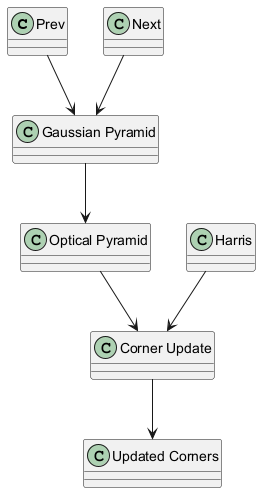 C Prev
C Next
C Gaussian Pyramid
C Optical Pyramid
C Harris
C Corner Update
C Updated Corners